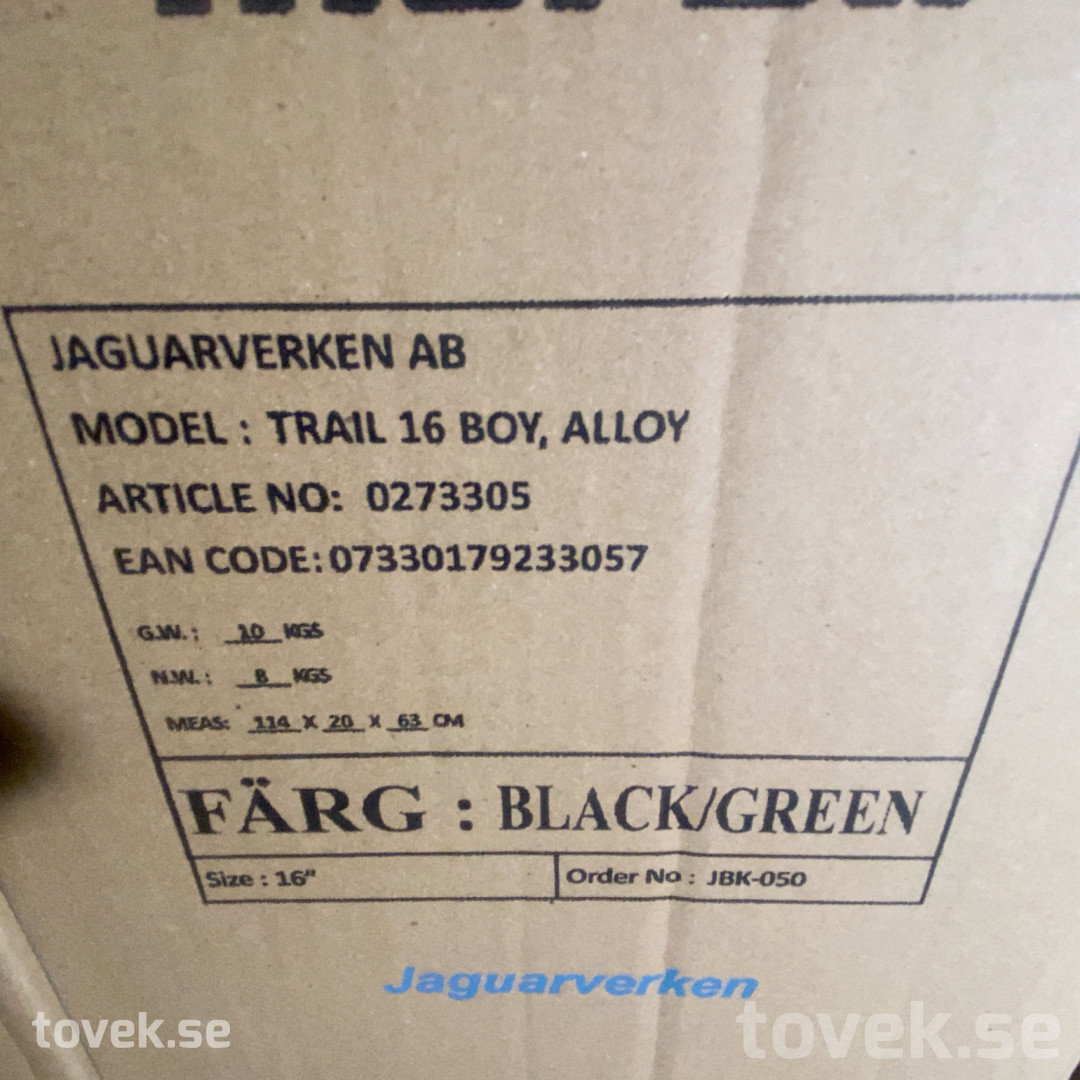 JAGUARVERKEN AB
MODEL : TRAIL 16 BOY, ALLOY
ARTICLE NO: 0273305
EAN CODE: 07330179233057
G.W. : 10 KGS
N.W. : 8 KGS
MEAS: 114 X 20 X 63 CM
FÄRG : BLACK/GREEN
Size : 16" Order No : JBK-050
Jaguarverken
tovek.se tovek.se